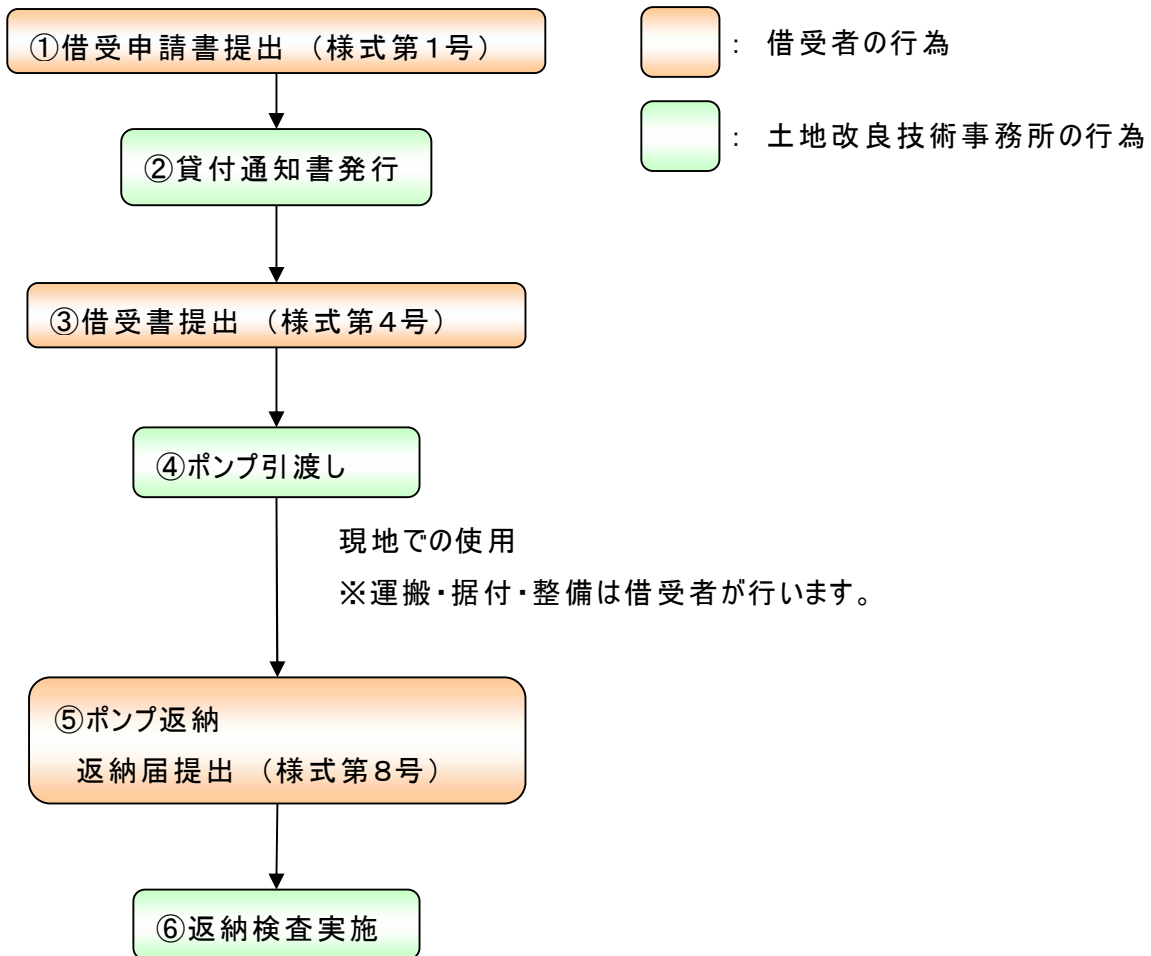 ①借受申請書提出 （様式第1号）
： 借受者の行為
： 土地改良技術事務所の行為
②貸付通知書発行
③借受書提出 （様式第4号）
④ポンプ引渡し
現地での使用
※運搬・据付・整備は借受者が行います。
⑤ポンプ返納
返納届提出 （様式第8号）
⑥返納検査実施